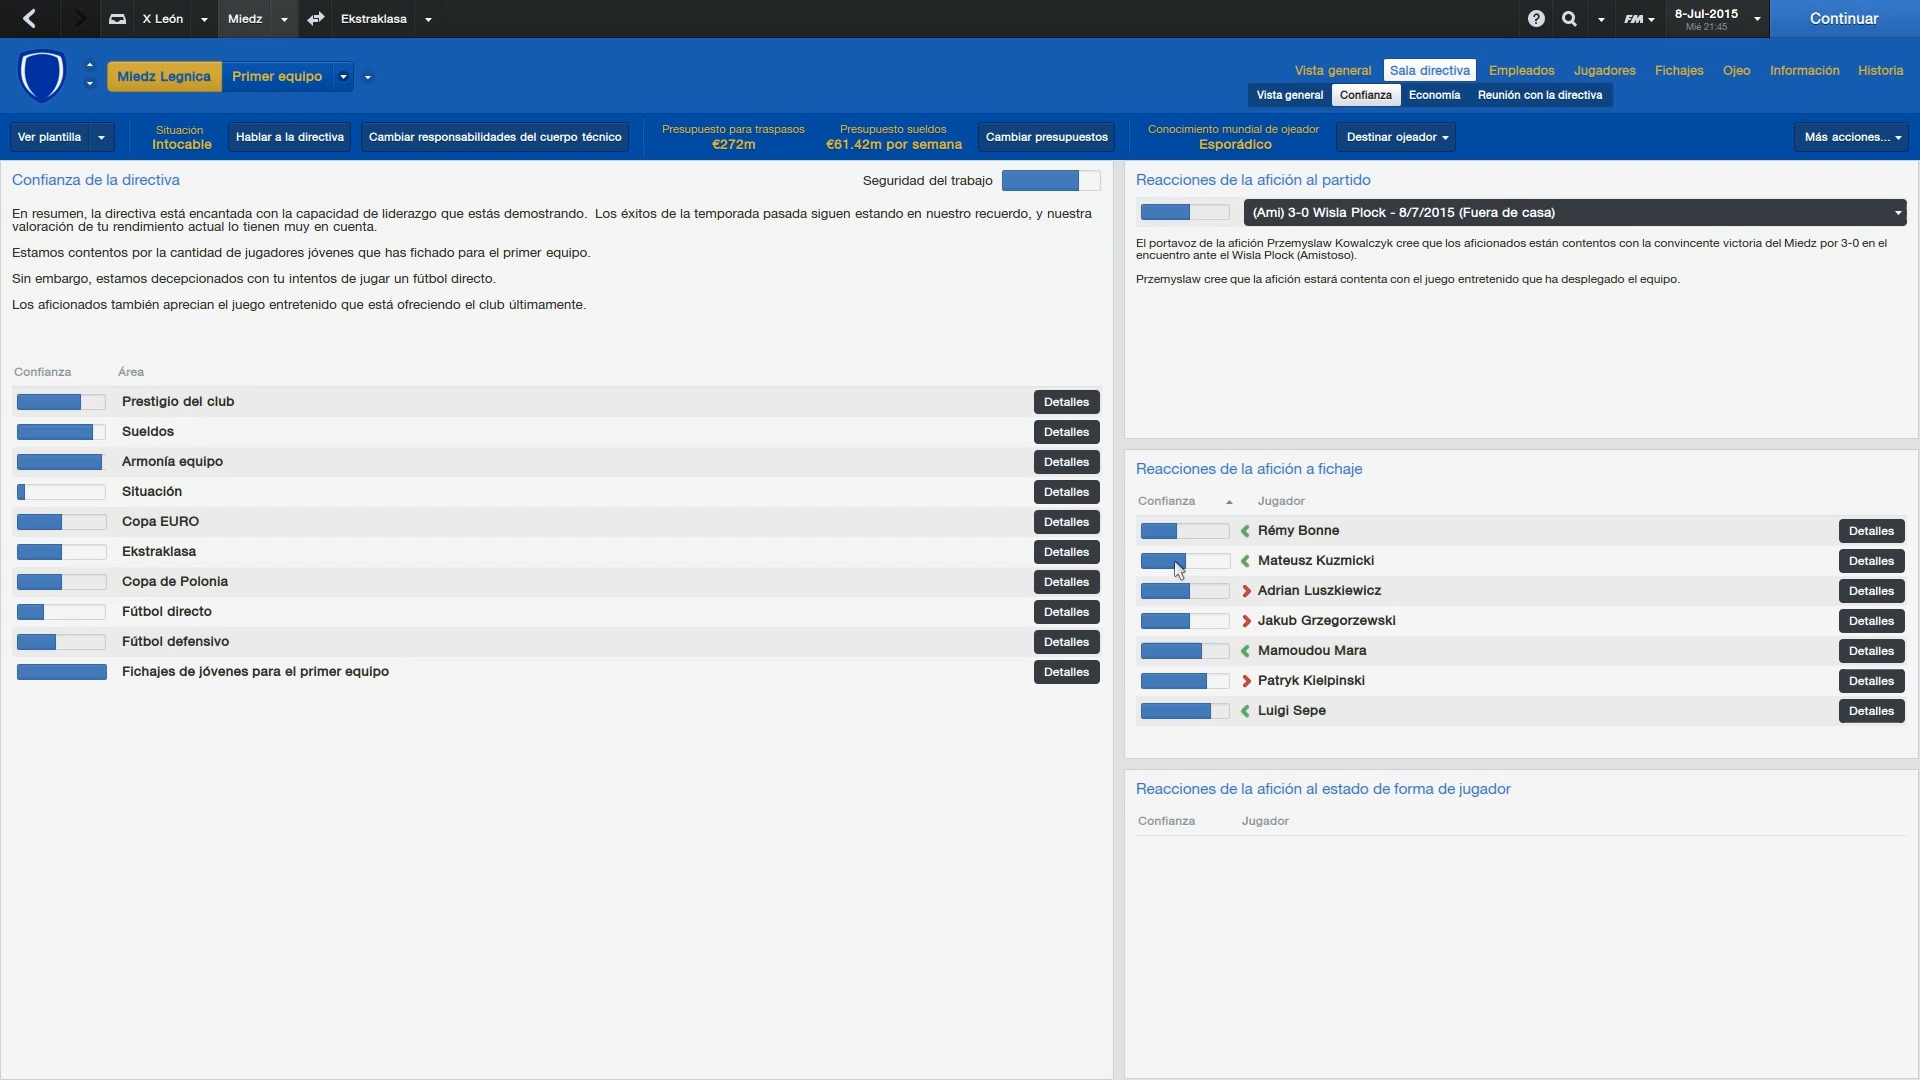 X León
Miedz
Ekstraklasa
FM
8-Jul-2015
Mié 21:45
Continuar
Miedz Legnica
Primer equipo
Vista general
Sala directiva
Empleados
Jugadores
Fichajes
Ojeo
Información
Historia
Vista general
Confianza
Economía
Reunión con la directiva
Ver plantilla
Situación
Intocable
Hablar a la directiva
Cambiar responsabilidades del cuerpo técnico
Presupuesto para traspasos
€272m
Presupuesto sueldos
€61.42m por semana
Cambiar presupuestos
Conocimiento mundial de ojeador
Esporádico
Destinar ojeador
Más acciones...
Confianza de la directiva
Seguridad del trabajo
En resumen, la directiva está encantada con la capacidad de liderazgo que estás demostrando. Los éxitos de la temporada pasada siguen estando en nuestro recuerdo, y nuestra
valoración de tu rendimiento actual lo tienen muy en cuenta.
Estamos contentos por la cantidad de jugadores jóvenes que has fichado para el primer equipo.
Sin embargo, estamos decepcionados con tu intentos de jugar un fútbol directo.
Los aficionados también aprecian el juego entretenido que está ofreciendo el club últimamente.
Confianza Área
Prestigio del club Detalles
Sueldos Detalles
Armonía equipo Detalles
Situación Detalles
Copa EURO Detalles
Ekstraklasa Detalles
Copa de Polonia Detalles
Fútbol directo Detalles
Fútbol defensivo Detalles
Fichajes de jóvenes para el primer equipo Detalles
Reacciones de la afición al partido
(Ami) 3-0 Wisla Plock - 8/7/2015 (Fuera de casa)
El portavoz de la afición Przemyslaw Kowalczyk cree que los aficionados están contentos con la convincente victoria del Miedz por 3-0 en el
encuentro ante el Wisla Plock (Amistoso).
Przemyslaw cree que la afición estará contenta con el juego entretenido que ha desplegado el equipo.
Reacciones de la afición a fichaje
Confianza Jugador
Rémy Bonne Detalles
Mateusz Kuzmicki Detalles
Adrian Luszkiewicz Detalles
Jakub Grzegorzewski Detalles
Mamoudou Mara Detalles
Patryk Kielpinski Detalles
Luigi Sepe Detalles
Reacciones de la afición al estado de forma de jugador
Confianza Jugador